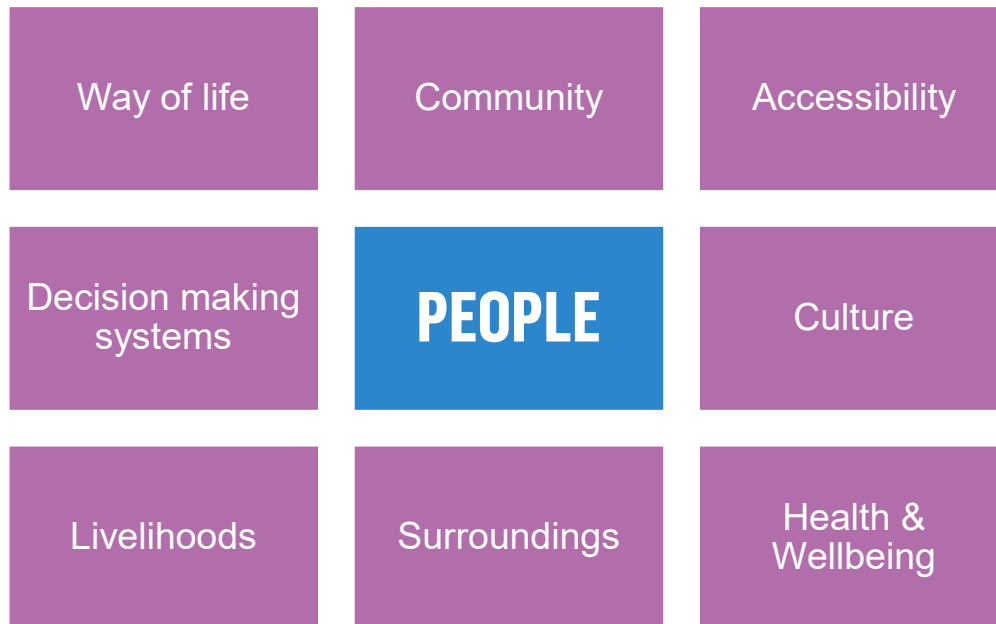 Way of life
Community
Accessibility
Decision making
systems
PEOPLE
Culture
Livelihoods
Surroundings
Health &
Wellbeing